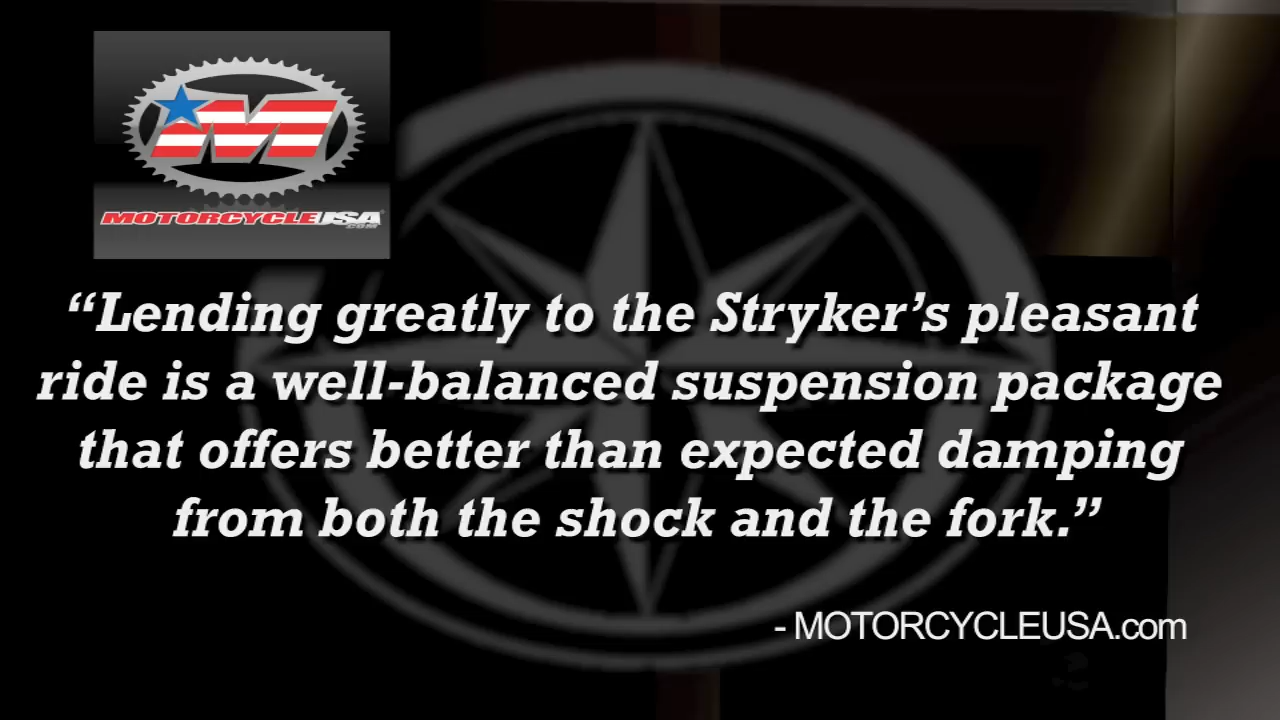 M
MOTORCYCLEUSA
.COM
“Lending greatly to the Stryker’s pleasant
ride is a well-balanced suspension package
that offers better than expected damping
from both the shock and the fork.”
- MOTORCYCLEUSA.com